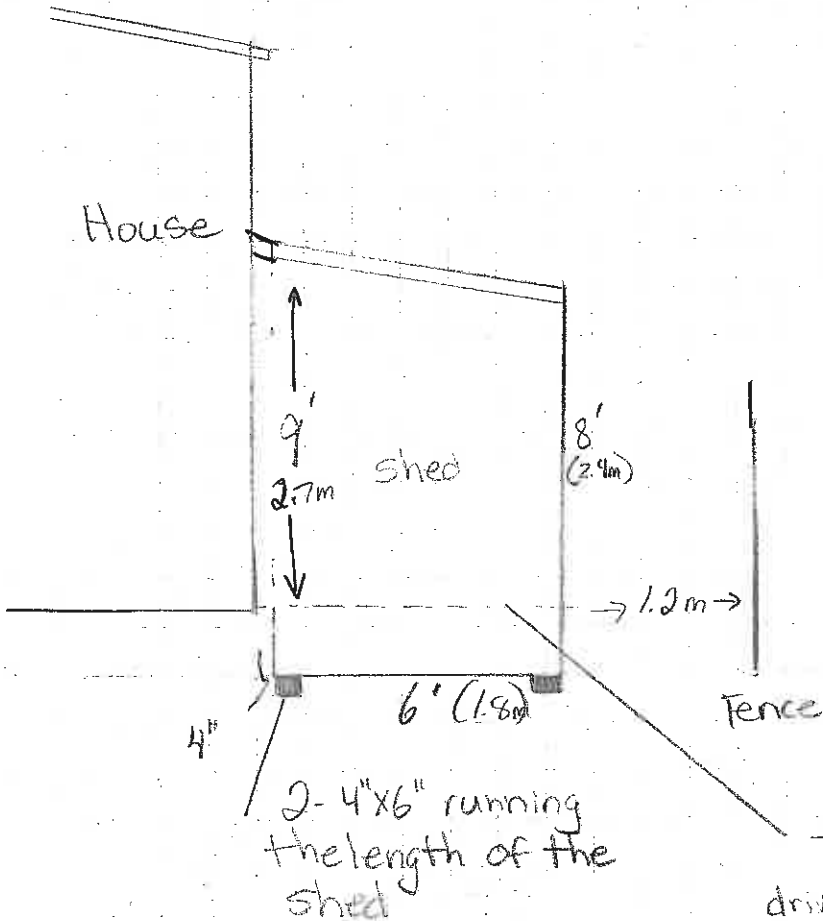 House
9'
2.7m
shed
8'
(2.4m)
1.2m
4"
6' (1.8m)
Fence
2-4"x6" running
the length of the
shed